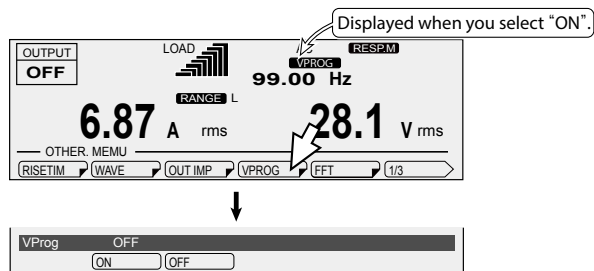 Displayed when you select “ON”.
OUTPUT
OFF
LOAD
RESP.M
VPROG
99.00 Hz
RANGE L
6.87 A rms
28.1 V rms
OTHER. MEMU
RISETIM WAVE OUT IMP VPROG FFT 1/3
VProg OFF
ON OFF